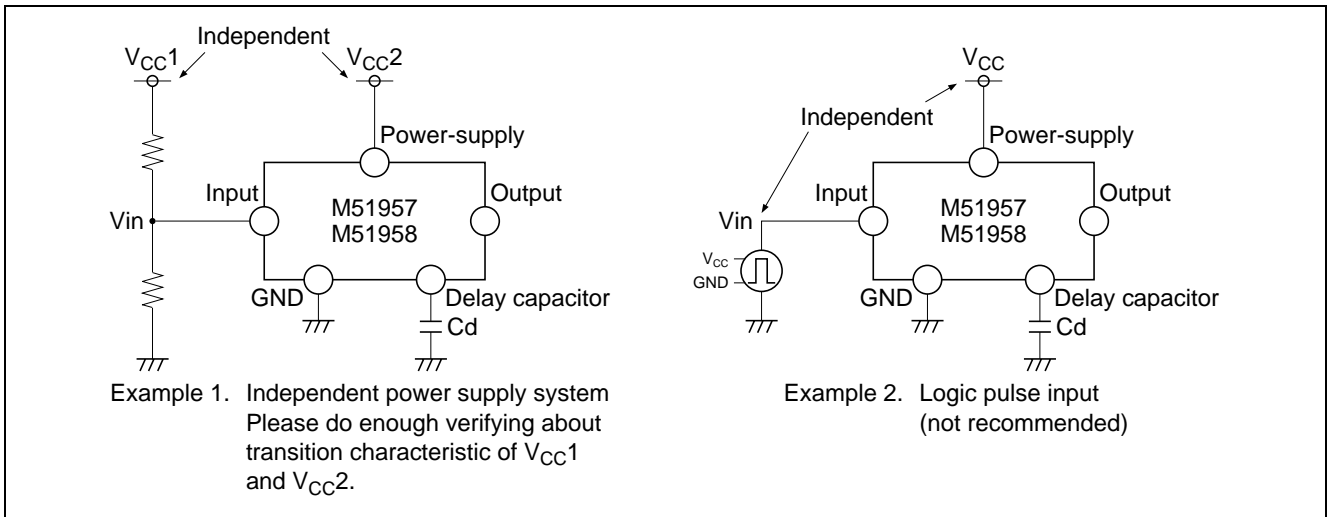 Independent
VCC1
VCC2
Power-supply
Input
Output
Vin
M51957
M51958
GND
Delay capacitor
Cd
Example 1. Independent power supply system
Please do enough verifying about
transition characteristic of VCC1
and VCC2.
VCC
Independent
Power-supply
Input
Output
Vin
M51957
M51958
VCC
GND
GND
Delay capacitor
Cd
Example 2. Logic pulse input
(not recommended)